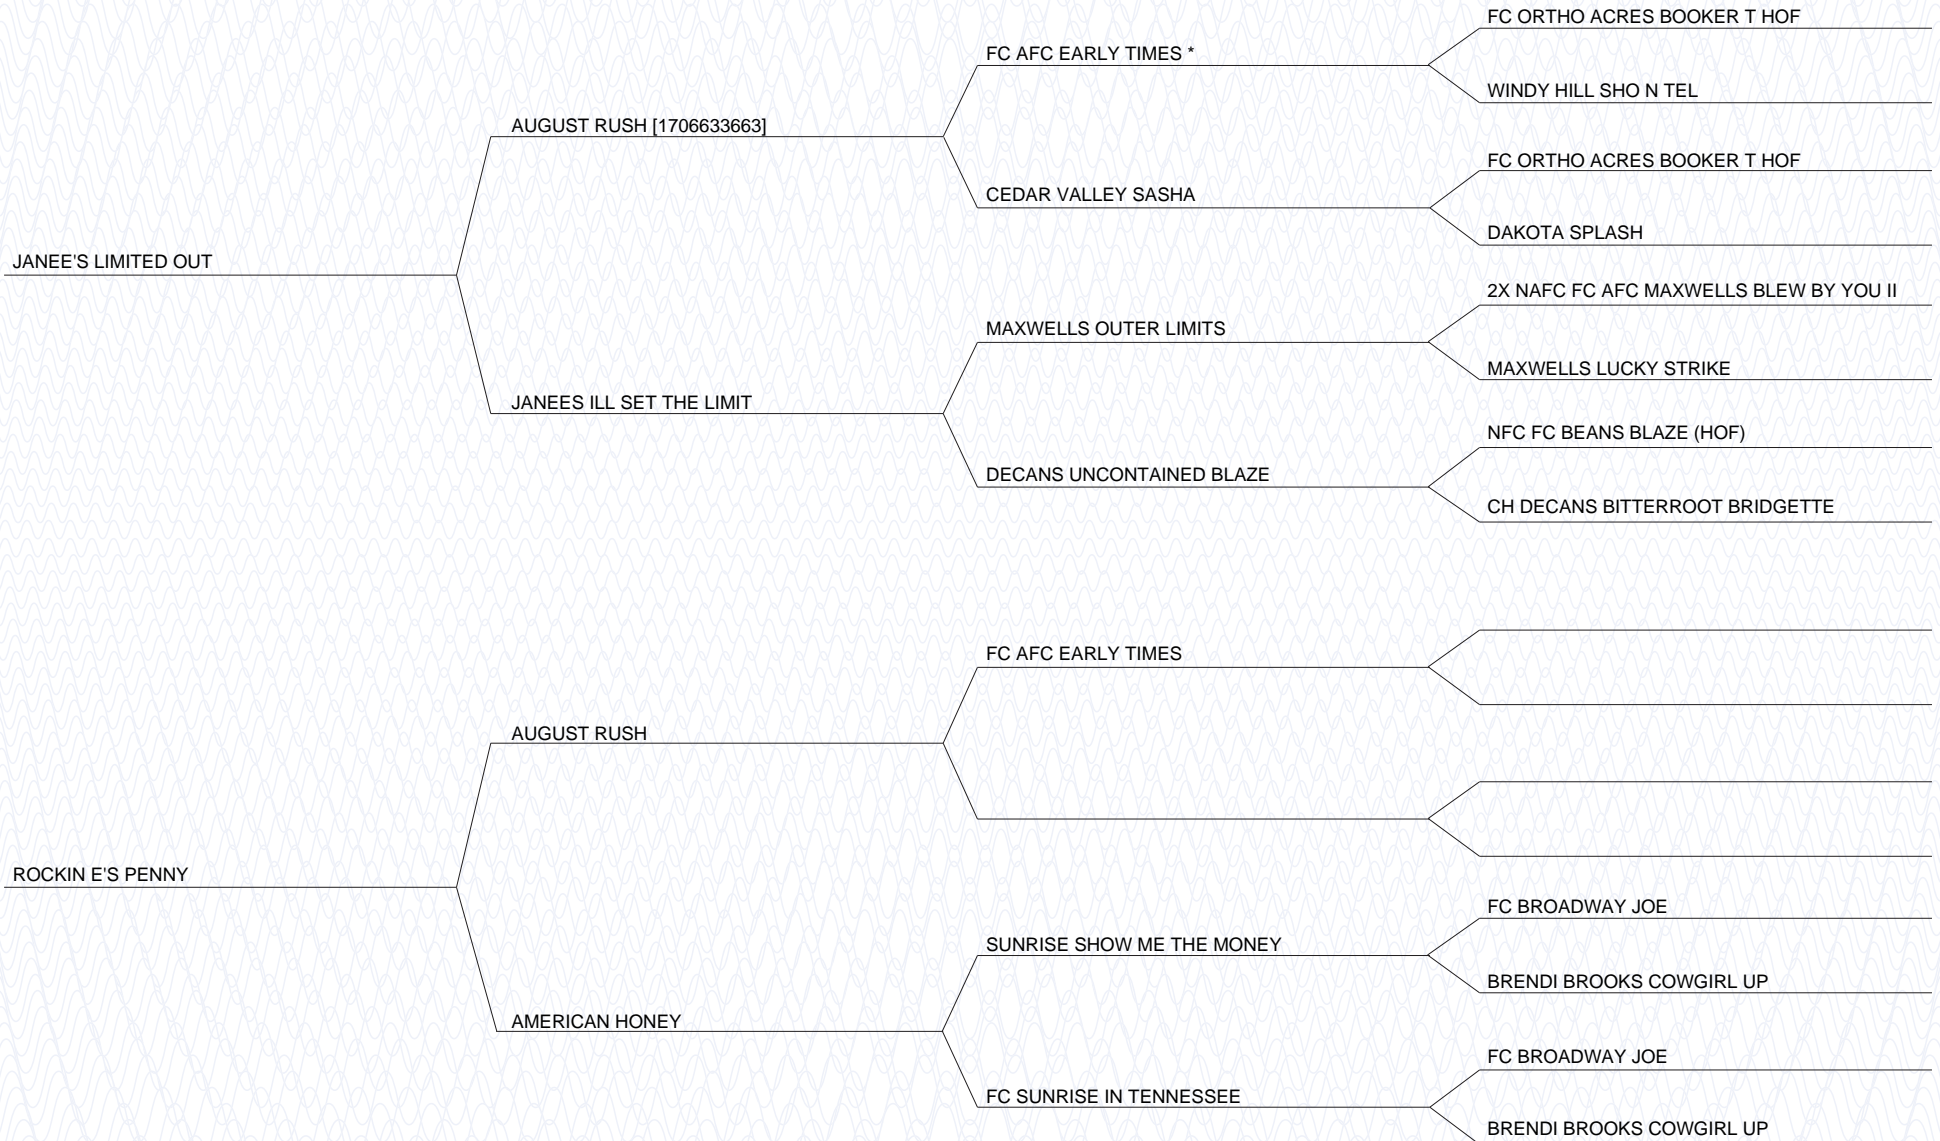 FC ORTHO ACRES BOOKER T HOF
FC AFC EARLY TIMES *
WINDY HILL SHO N TEL
AUGUST RUSH [1706633663]
FC ORTHO ACRES BOOKER T HOF
CEDAR VALLEY SASHA
DAKOTA SPLASH
JANEE'S LIMITED OUT
2X NAFC FC AFC MAXWELLS BLEW BY YOU II
MAXWELLS OUTER LIMITS
MAXWELLS LUCKY STRIKE
JANEES ILL SET THE LIMIT
NFC FC BEANS BLAZE (HOF)
DECANS UNCONTAINED BLAZE
CH DECANS BITTERROOT BRIDGETTE
FC AFC EARLY TIMES
AUGUST RUSH
ROCKIN E'S PENNY
FC BROADWAY JOE
SUNRISE SHOW ME THE MONEY
BRENDI BROOKS COWGIRL UP
AMERICAN HONEY
FC BROADWAY JOE
FC SUNRISE IN TENNESSEE
BRENDI BROOKS COWGIRL UP